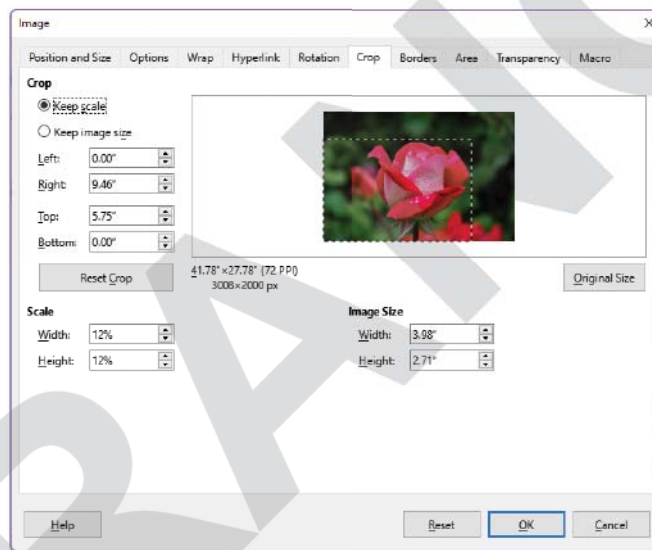 Image
Position and Size Options Wrap Hyperlink Rotation Crop Borders Area Transparency Macro
Crop
Keep scale
Keep image size
Left: 0.00"
Right: 9.46"
Top: 5.75"
Bottom: 0.00"
Reset Crop
41.78"×27.78" (72 PPI)
3008×2000 px
Original Size
Scale
Width: 12%
Height: 12%
Image Size
Width: 3.98"
Height: 2.71"
Help
Reset
OK
Cancel